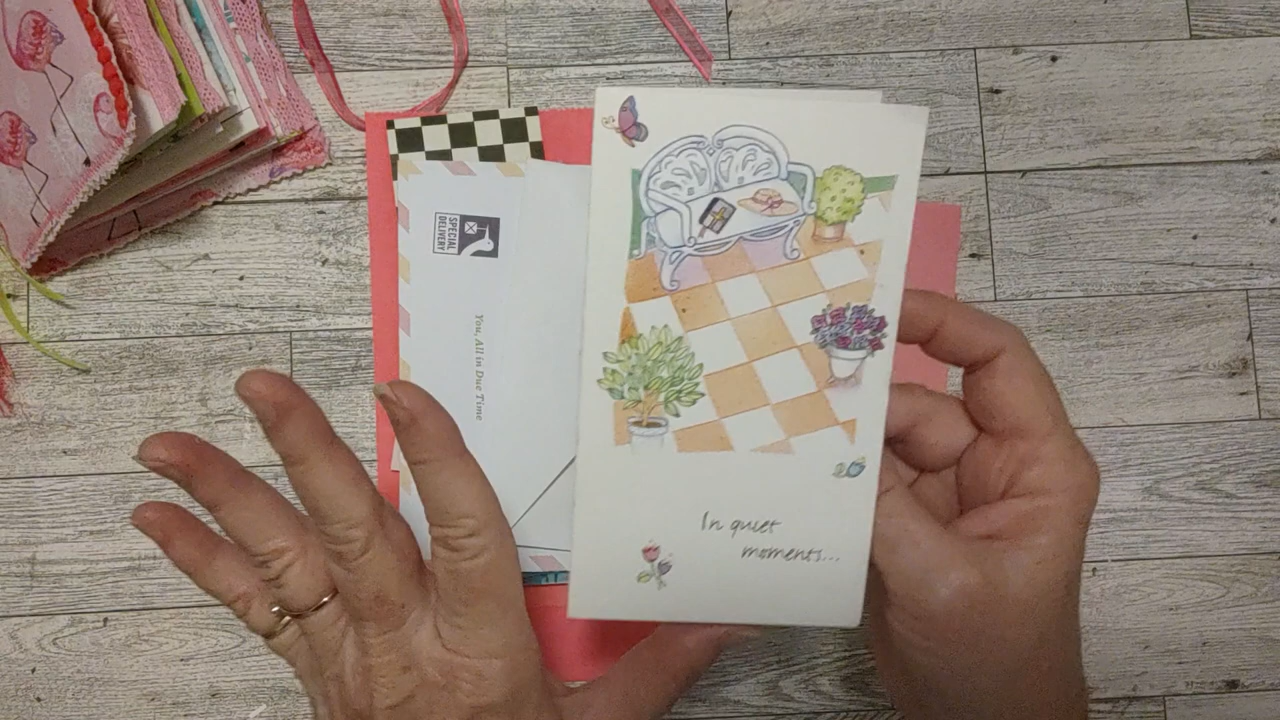 SPECIAL
DELIVERY
You, All in Due Time
In quiet
moments...